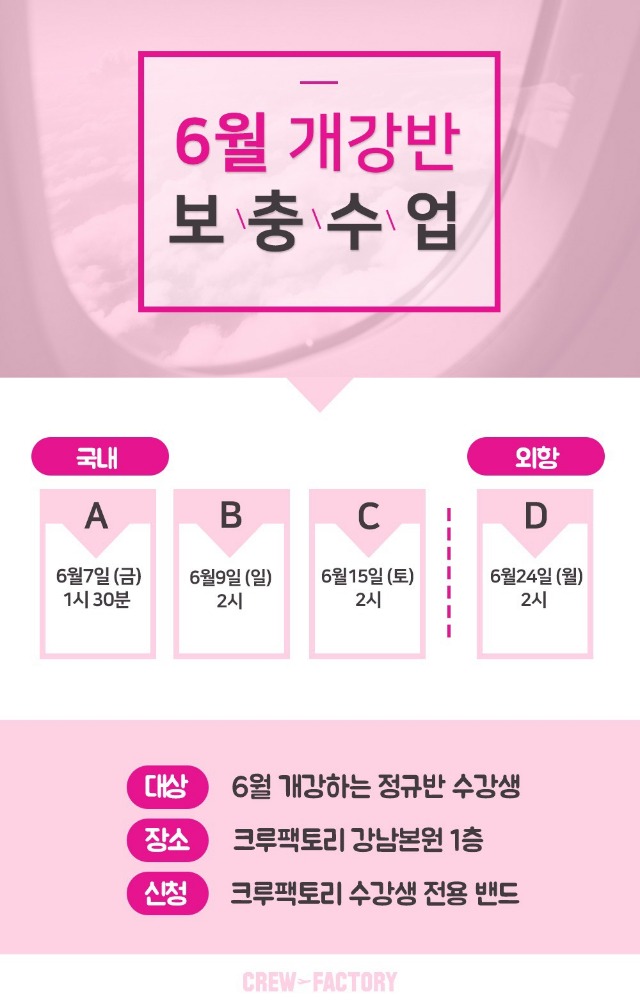 6월 개강반
보\충\수\업
국내
외항
A
6월7일 (금)
1시 30분
B
6월9일 (일)
2시
C
6월15일 (토)
2시
D
6월24일 (월)
2시
대상 6월 개강하는 정규반 수강생
장소 크루팩토리 강남본원 1층
신청 크루팩토리 수강생 전용 밴드
CREW FACTORY